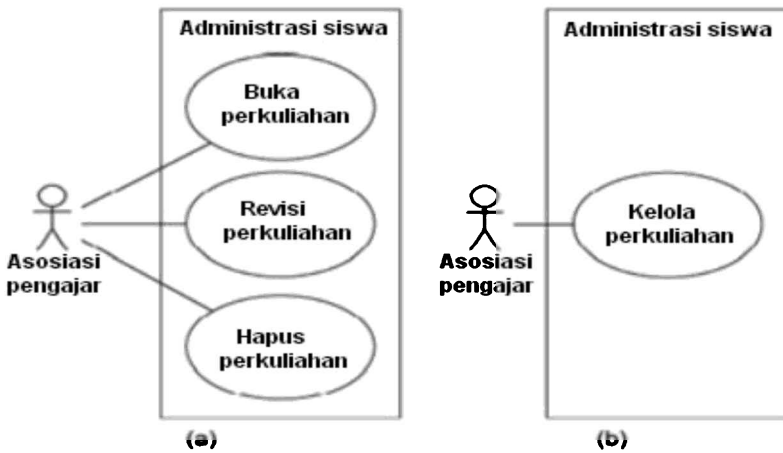 Administrasi siswa
Buka
perkuliahan
Revisi
perkuliahan
Asosiasi
pengajar
Hapus
perkuliahan
(a)
Administrasi siswa
Kelola
perkuliahan
Asosiasi
pengajar
(b)